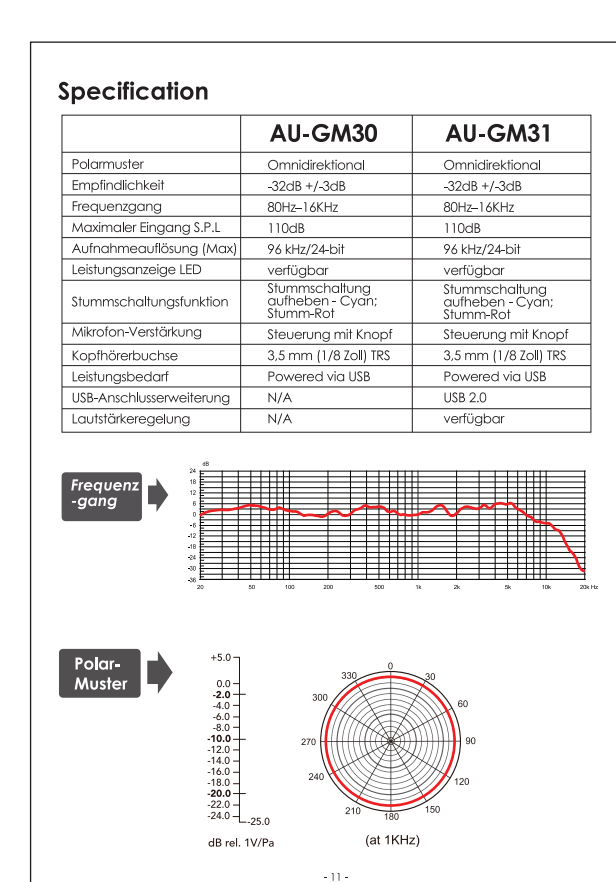 Specification
AU-GM30 AU-GM31
Polarmuster Omnidirektional Omnidirektional
Empfindlichkeit -32dB +/-3dB -32dB +/-3dB
Frequenzgang 80Hz–16KHz 80Hz–16KHz
Maximaler Eingang S.P.L 110dB 110dB
Aufnahmeauflösung (Max) 96 kHz/24-bit 96 kHz/24-bit
Leistungsanzeige LED verfügbar verfügbar
Stummschaltungsfunktion
Stummschaltung
aufheben - Cyan;
Stumm-Rot
Stummschaltung
aufheben - Cyan;
Stumm-Rot
Mikrofon-Verstärkung Steuerung mit Knopf Steuerung mit Knopf
Kopfhörerbuchse 3,5 mm (1/8 Zoll) TRS 3,5 mm (1/8 Zoll) TRS
Leistungsbedarf Powered via USB Powered via USB
USB-Anschlusserweiterung N/A USB 2.0
Lautstärkeregelung N/A verfügbar
Frequenz
-gang
dB
24
18
12
6
0
-6
-12
-18
-24
-30
-36
20 50 100 200 500 1k 2k 5k 10k 20k Hz
Polar-
Muster
+5.0
0.0
-2.0
-4.0
-6.0
-8.0
-10.0
-12.0
-14.0
-16.0
-18.0
-20.0
-22.0
-24.0
-25.0
dB rel. 1V/Pa
0
330 30
300 60
270 90
240 120
210 150
180
(at 1KHz)
- 11 -